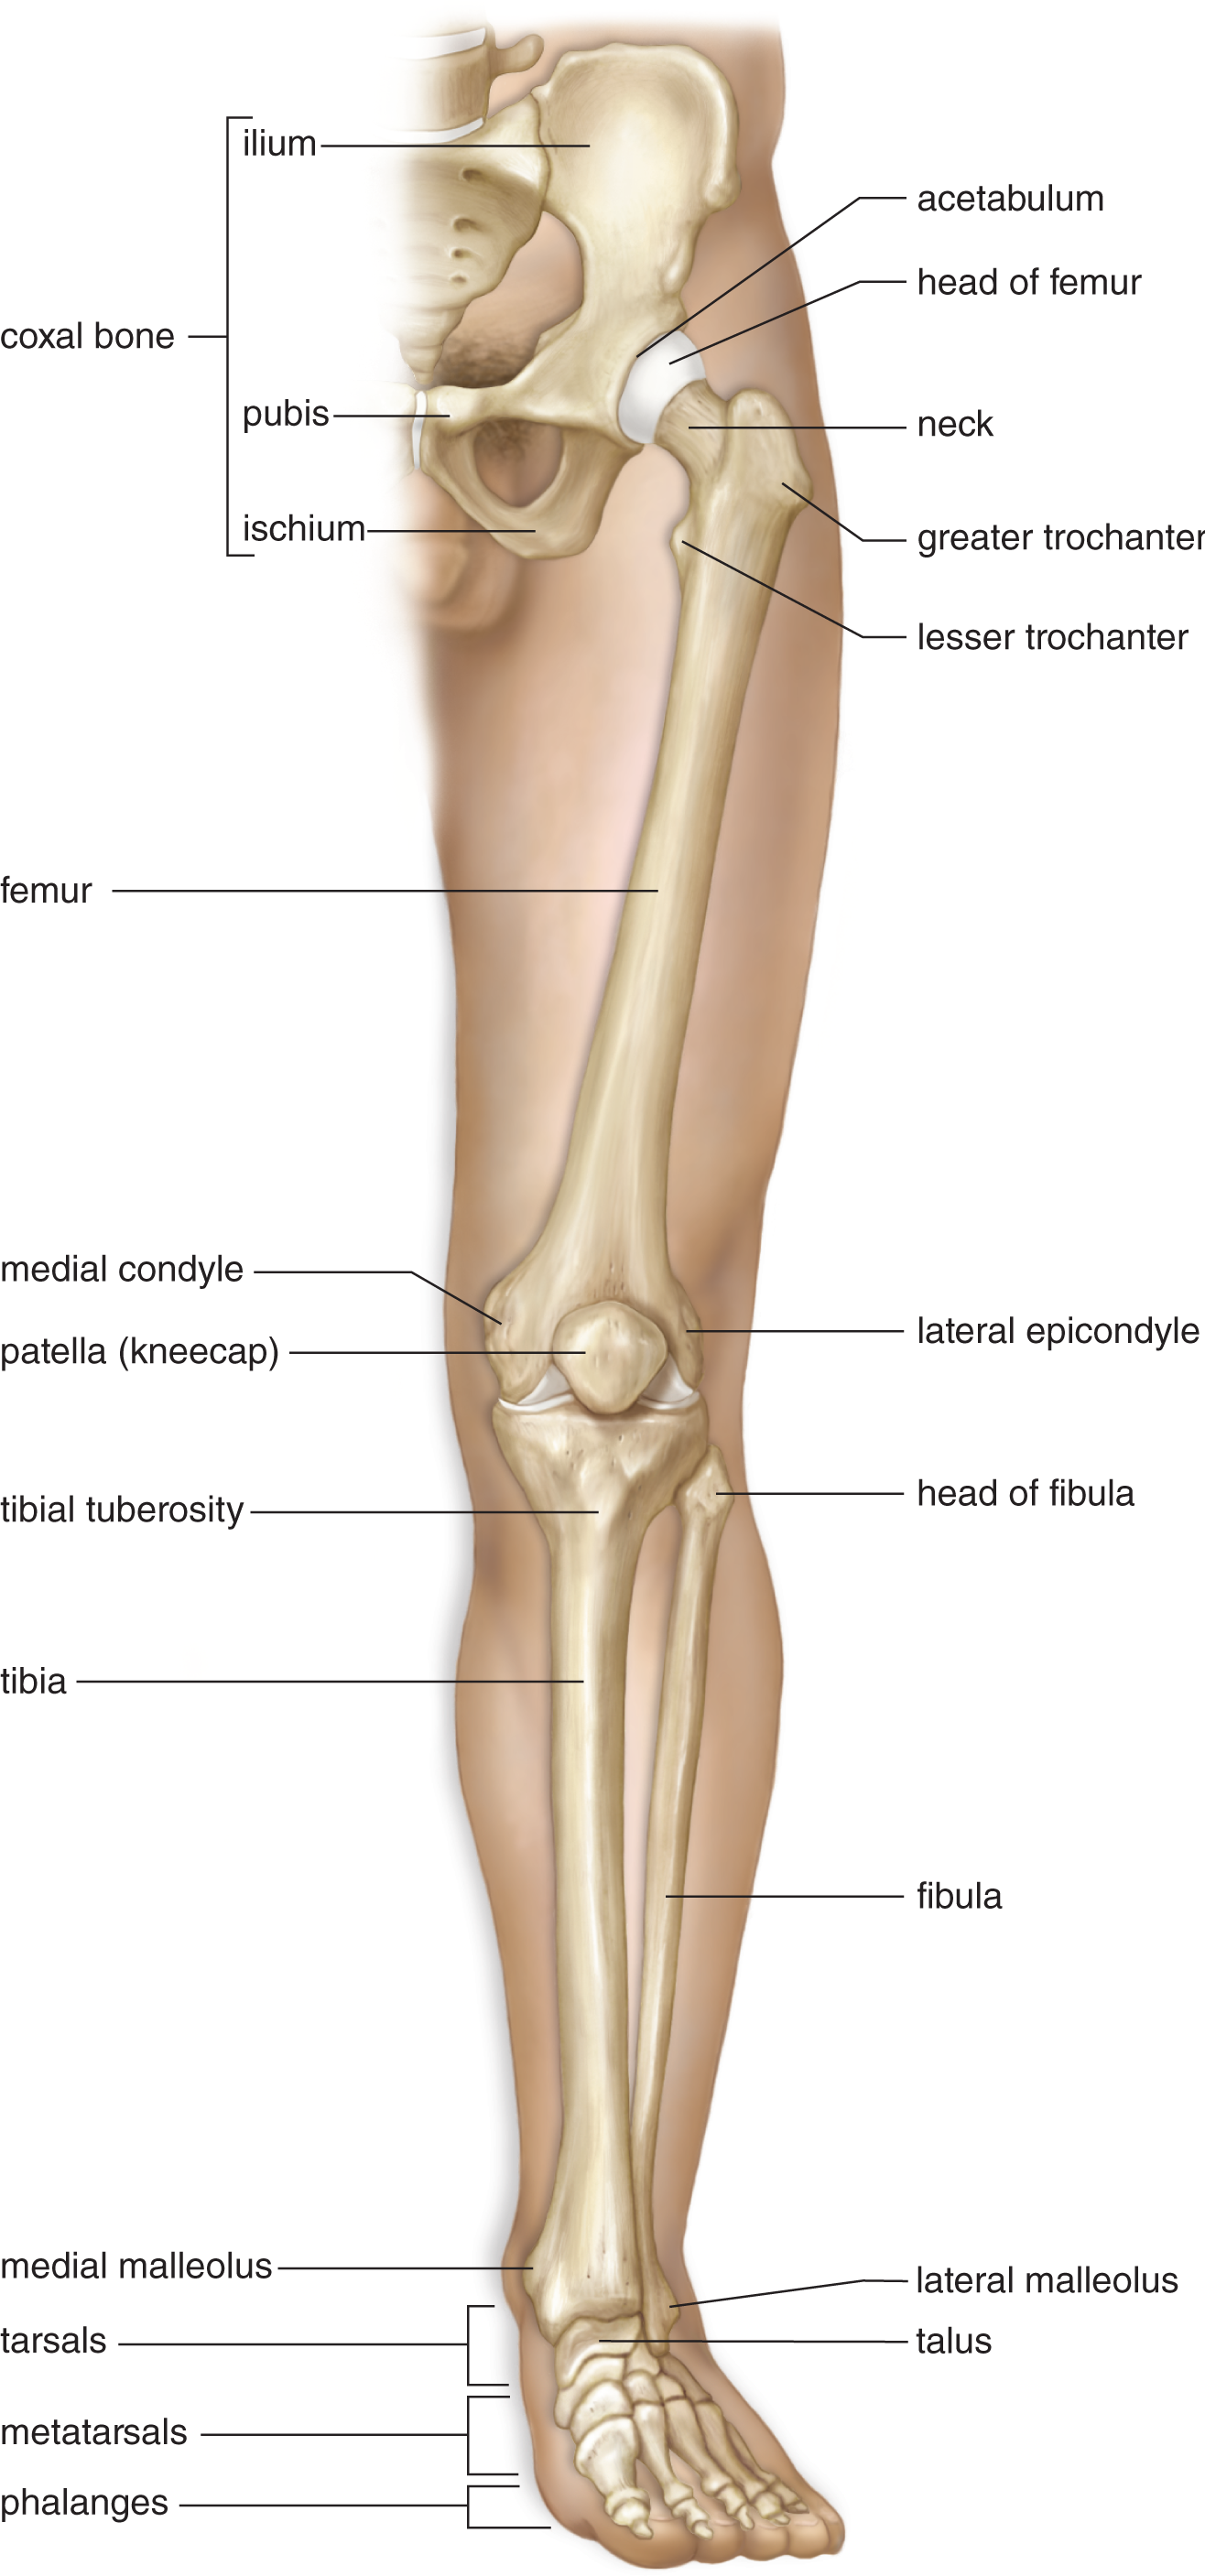 ilium
acetabulum
head of femur
coxal bone
pubis
neck
ischium
greater trochanter
lesser trochanter
femur
medial condyle
lateral epicondyle
patella (kneecap)
head of fibula
tibial tuberosity
tibia
fibula
medial malleolus
lateral malleolus
tarsals
talus
metatarsals
phalanges